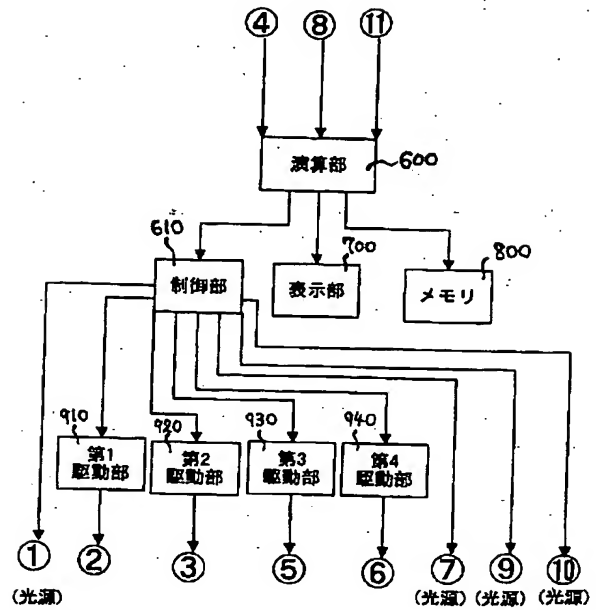 ④ ⑧ ⑪
演算部 600
610 700 800
制御部 表示部 メモリ
910 920 930 940
第1 第2 第3 第4
駆動部 駆動部 駆動部 駆動部
① ② ③ ⑤ ⑥ ⑦ ⑨ ⑩
(光源) (光源) (光源) (光源)